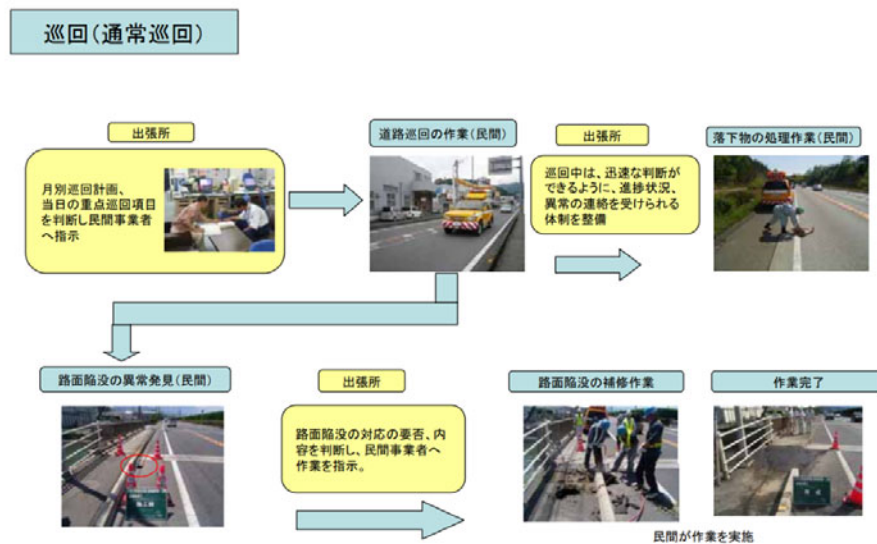 巡回(通常巡回)
出張所
月別巡回計画、
当日の重点巡回項目
を判断し民間事業者
へ指示
道路巡回の作業(民間)
出張所
巡回中は、迅速な判断が
できるように、進捗状況、
異常の連絡を受けられる
体制を整備
落下物の処理作業(民間)
路面陥没の異常発見(民間)
出張所
路面陥没の対応の要否、内
容を判断し、民間事業者へ
作業を指示。
路面陥没の補修作業
作業完了
民間が作業を実施